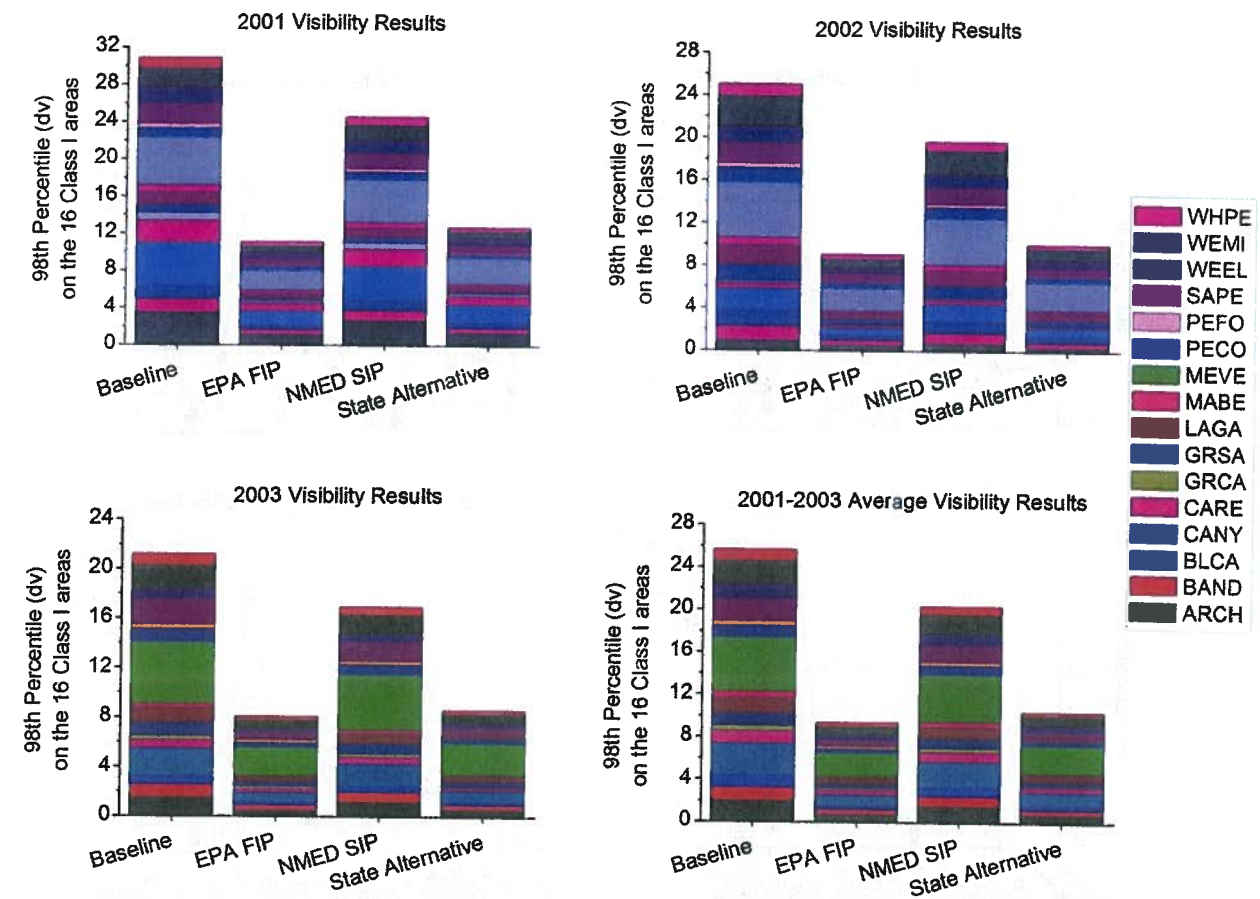 2001 Visibility Results
98th Percentile (dv)
on the 16 Class I areas
32
28
24
20
16
12
8
4
0
Baseline
EPA FIP
NMED SIP
State Alternative
2002 Visibility Results
98th Percentile (dv)
on the 16 Class I areas
28
24
20
16
12
8
4
0
Baseline
EPA FIP
NMED SIP
State Alternative
WHPE
WEMI
WEEL
SAPE
PEFO
PECO
MEVE
MABE
LAGA
GRSA
GRCA
CARE
CANY
BLCA
BAND
ARCH
2003 Visibility Results
98th Percentile (dv)
on the 16 Class I areas
24
20
16
12
8
4
0
Baseline
EPA FIP
NMED SIP
State Alternative
2001-2003 Average Visibility Results
98th Percentile (dv)
on the 16 Class I areas
28
24
20
16
12
8
4
0
Baseline
EPA FIP
NMED SIP
State Alternative